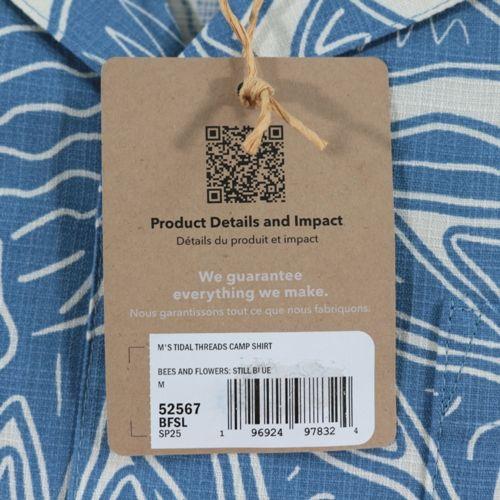 Product Details and Impact
Détails du produit et impact
We guarantee
everything we make.
Nous garantissons tout ce que nous fabriquons.
M'S TIDAL THREADS CAMP SHIRT
BEES AND FLOWERS: STILL BLUE
M
52567
BFSL
SP25
1 96924 97832 4